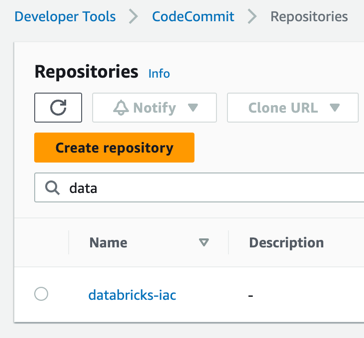 Developer Tools > CodeCommit > Repositories
Repositories Info
Notify Clone URL
Create repository
data
Name Description
databricks-iac -